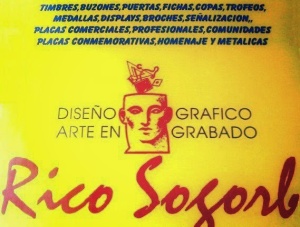 TIMBRES,BUZONES,PUERTAS,FICHAS,COPAS,TROFEOS,
MEDALLAS,DISPLAYS,BROCHES,SEÑALIZACION,,
PLACAS COMERCIALES,PROFESIONALES,COMUNIDADES
PLACAS CONMEMORATIVAS,HOMENAJE Y METALICAS
DISEÑO GRAFICO
ARTE EN GRABADO
Rico Sogorb